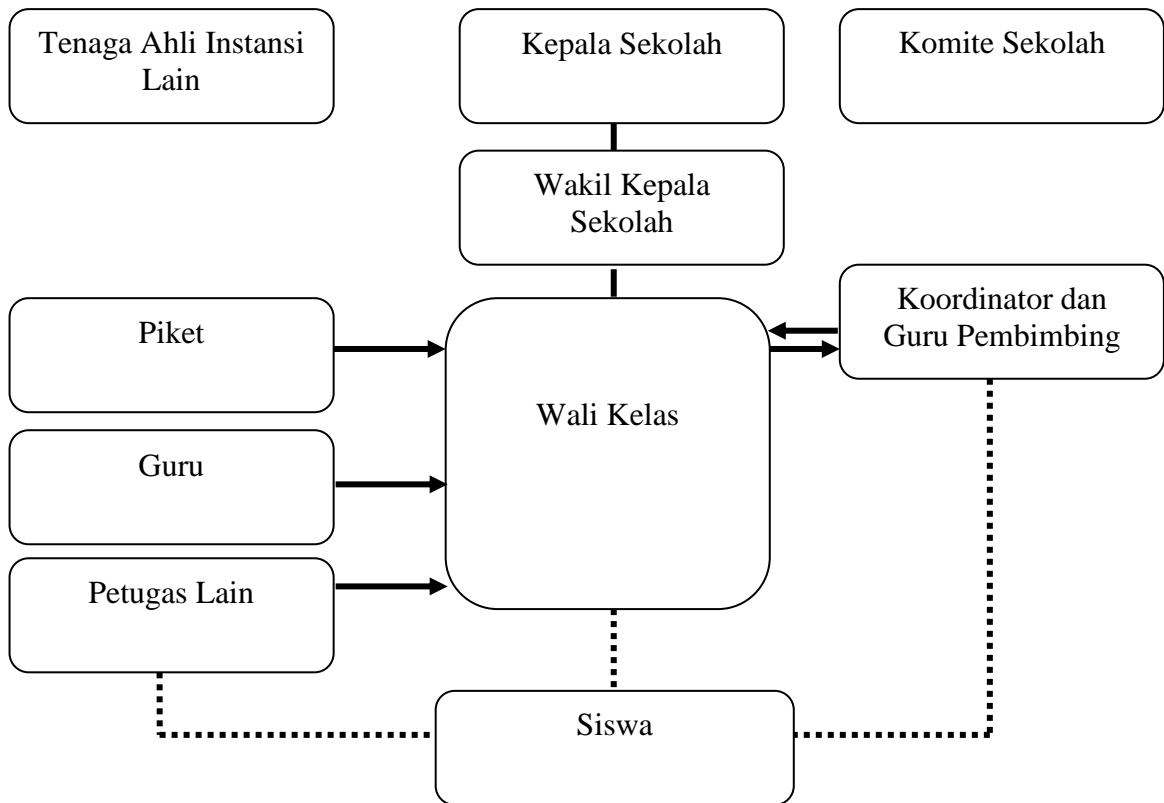 Tenaga Ahli Instansi
Lain
Kepala Sekolah
Komite Sekolah
Wakil Kepala
Sekolah
Koordinator dan
Guru Pembimbing
Piket
Wali Kelas
Guru
Petugas Lain
Siswa